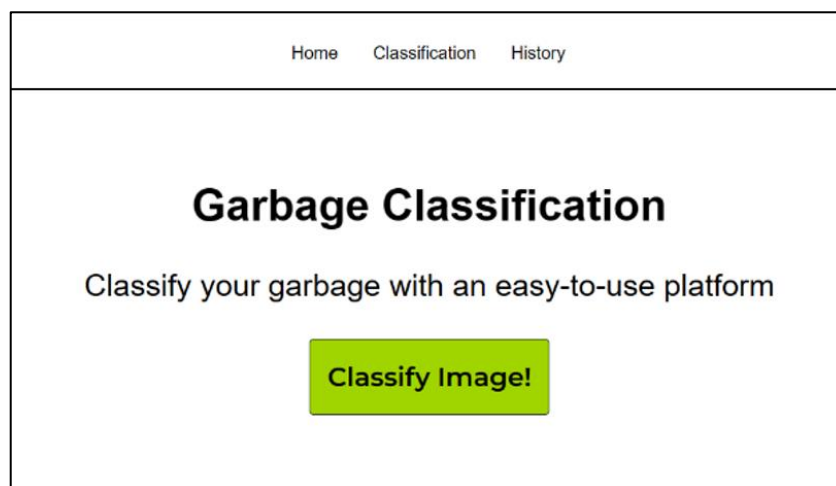 Home Classification History
Garbage Classification
Classify your garbage with an easy-to-use platform
Classify Image!